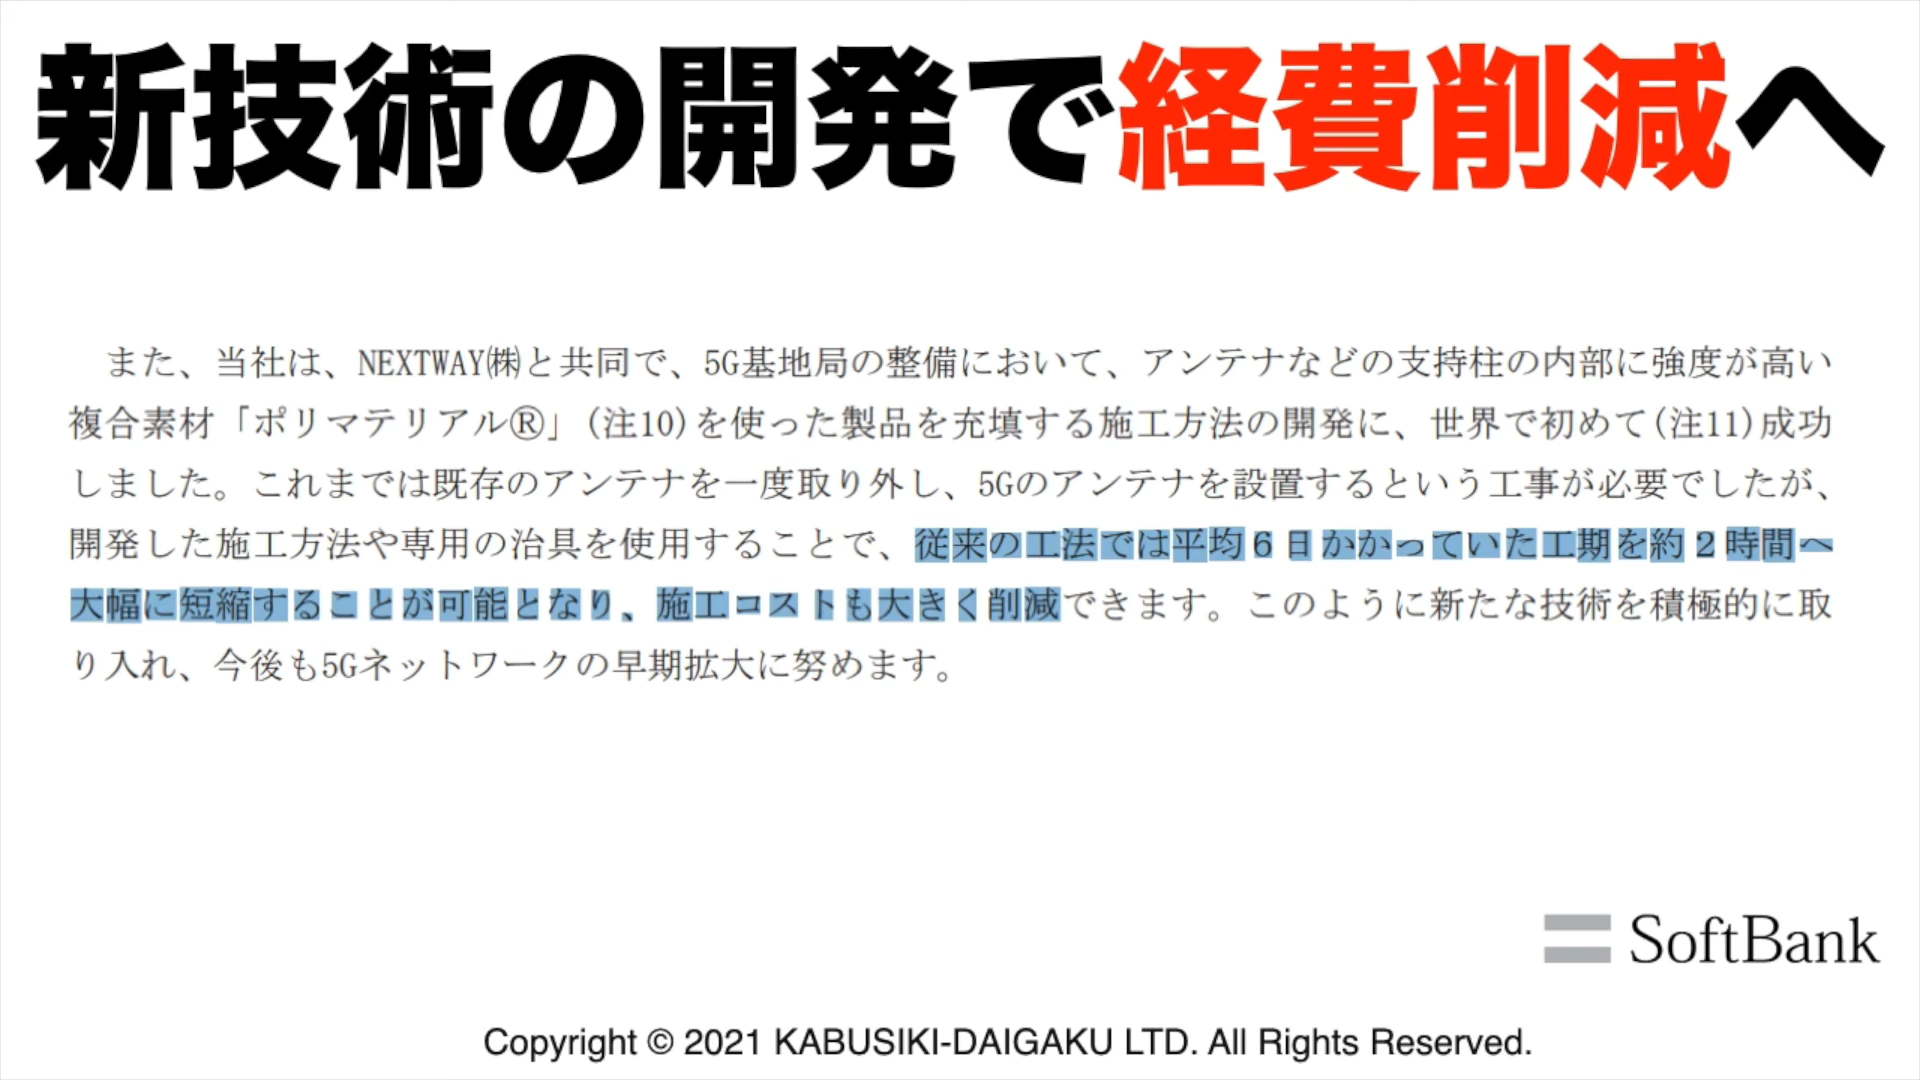 新技術の開発で経費削減へ
また、当社は、NEXTWAY㈱と共同で、5G基地局の整備において、アンテナなどの支持柱の内部に強度が高い
複合素材「ポリマテリアル®」(注10)を使った製品を充填する施工方法の開発に、世界で初めて(注11)成功
しました。これまでは既存のアンテナを一度取り外し、5Gのアンテナを設置するという工事が必要でしたが、
開発した施工方法や専用の治具を使用することで、従来の工法では平均６日かかっていた工期を約２時間へ
大幅に短縮することが可能となり、施工コストも大きく削減できます。このように新たな技術を積極的に取
り入れ、今後も5Gネットワークの早期拡大に努めます。
SoftBank
Copyright © 2021 KABUSIKI-DAIGAKU LTD. All Rights Reserved.